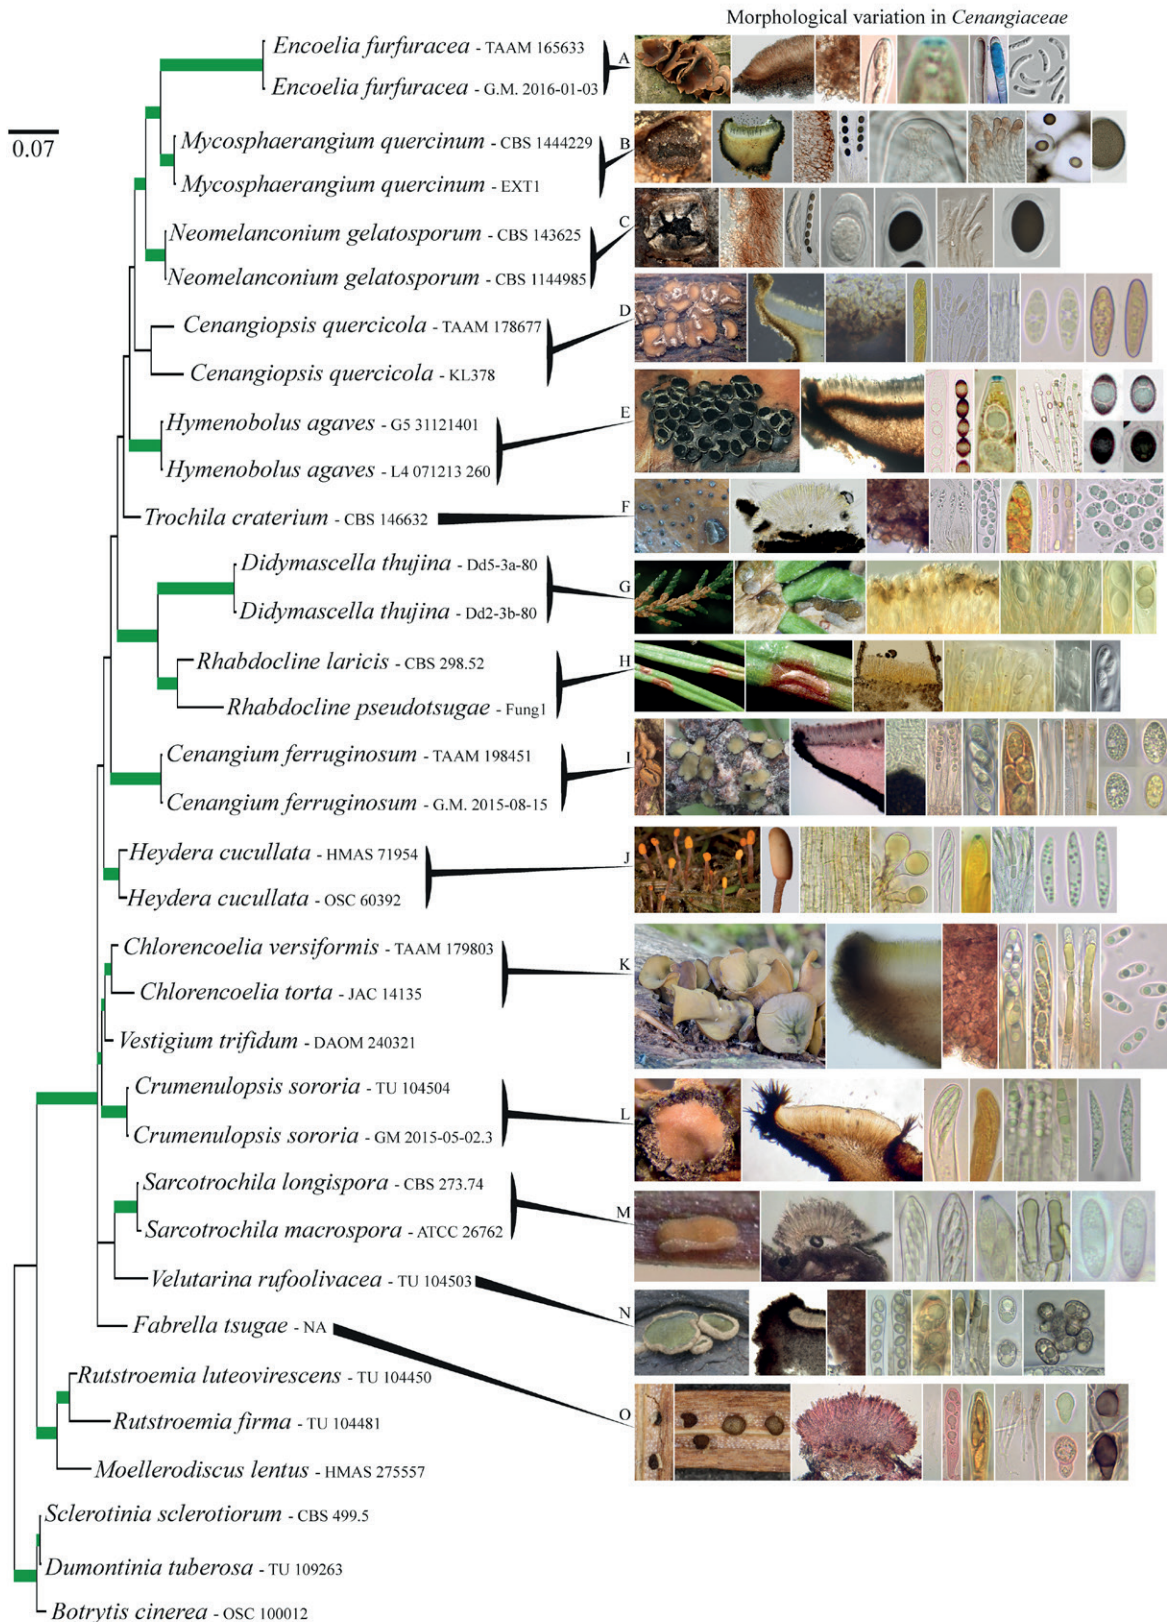 Morphological variation in Cenangiaceae
Encoelia furfuracea - TAAM 165633
A
Encoelia furfuracea - G.M. 2016-01-03
0.07
Mycosphaerangium quercinum - CBS 1444229
B
Mycosphaerangium quercinum - EXT1
C
Neomelanconium gelatosporum - CBS 143625
Neomelanconium gelatosporum - CBS 1144985
D
Cenangiopsis quercicola - TAAM 178677
Cenangiopsis quercicola - KL378
E
Hymenobolus agaves - G5 31121401
Hymenobolus agaves - L4 071213 260
F
Trochila craterium - CBS 146632
Didymascella thujina - Dd5-3a-80
G
Didymascella thujina - Dd2-3b-80
Rhabdocline laricis - CBS 298.52
H
Rhabdocline pseudotsugae - Fung1
Cenangium ferruginosum - TAAM 198451
I
Cenangium ferruginosum - G.M. 2015-08-15
Heydera cucullata - HMAS 71954
J
Heydera cucullata - OSC 60392
Chlorencoelia versiformis - TAAM 179803
K
Chlorencoelia torta - JAC 14135
Vestigium trifidum - DAOM 240321
Crumenulopsis sororia - TU 104504
L
Crumenulopsis sororia - GM 2015-05-02.3
Sarcotrochila longispora - CBS 273.74
M
Sarcotrochila macrospora - ATCC 26762
Velutarina rufoolivacea - TU 104503
N
Fabrella tsugae - NA
Rutstroemia luteovirescens - TU 104450
O
Rutstroemia firma - TU 104481
Moellerodiscus lentus - HMAS 275557
Sclerotinia sclerotiorum - CBS 499.5
Dumontinia tuberosa - TU 109263
Botrytis cinerea - OSC 100012